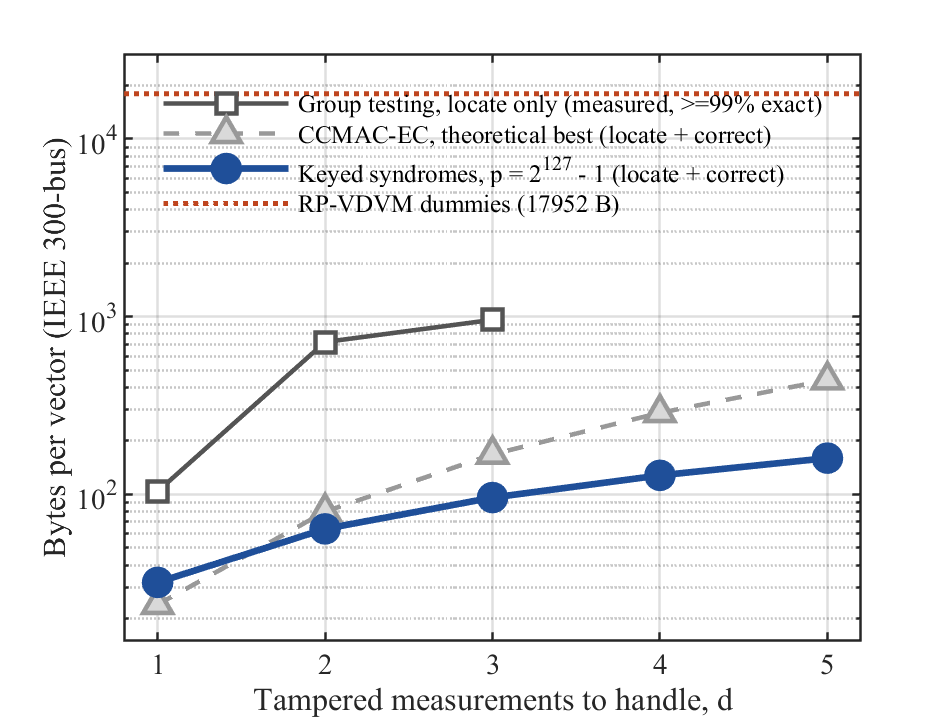 Group testing, locate only (measured, >=99% exact)
CCMAC-EC, theoretical best (locate + correct)
Keyed syndromes, p = 2^127 - 1 (locate + correct)
RP-VDVM dummies (17952 B)
10^4
10^3
10^2
Bytes per vector (IEEE 300-bus)
1 2 3 4 5
Tampered measurements to handle, d